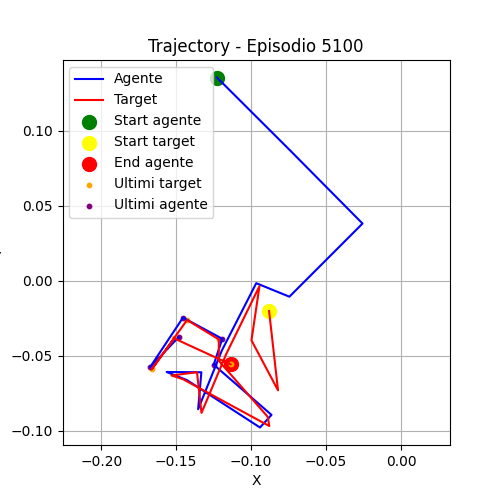 Trajectory - Episodio 5100
Agente
Target
Start agente
Start target
End agente
Ultimi target
Ultimi agente
0.10
0.05
0.00
−0.05
−0.10
−0.20
−0.15
−0.10
−0.05
0.00
X